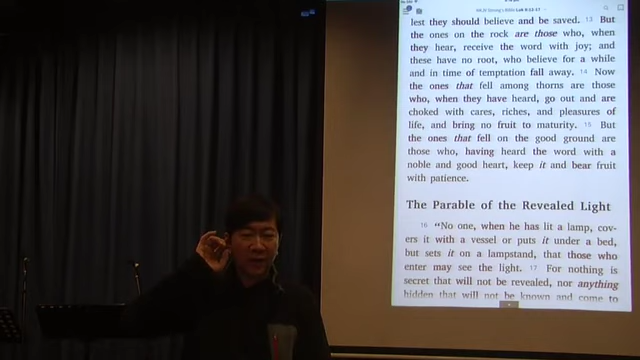 lest they should believe and be saved. 13 But
the ones on the rock are those who, when
they hear, receive the word with joy; and
these have no root, who believe for a while
and in time of temptation fall away. 14 Now
the ones that fell among thorns are those
who, when they have heard, go out and are
choked with cares, riches, and pleasures of
life, and bring no fruit to maturity. 15 But
the ones that fell on the good ground are
those who, having heard the word with a
noble and good heart, keep it and bear fruit
with patience.
The Parable of the Revealed Light
16 “No one, when he has lit a lamp, cov-
ers it with a vessel or puts it under a bed,
but sets it on a lampstand, that those who
enter may see the light. 17 For nothing is
secret that will not be revealed, nor anything
hidden that will not be known and come to